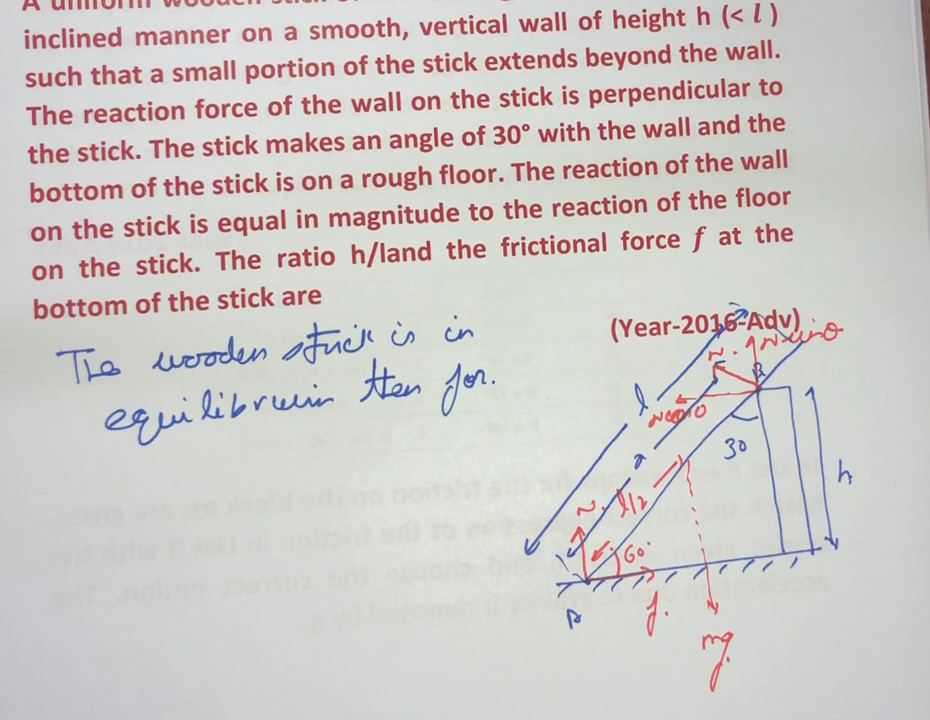 A uniform wooden stick of
inclined manner on a smooth, vertical wall of height h (< l)
such that a small portion of the stick extends beyond the wall.
The reaction force of the wall on the stick is perpendicular to
the stick. The stick makes an angle of 30° with the wall and the
bottom of the stick is on a rough floor. The reaction of the wall
on the stick is equal in magnitude to the reaction of the floor
on the stick. The ratio h/land the frictional force f at the
bottom of the stick are
(Year-2016-Adv)
The wooden stick is in
equilibrium then for.
N
l
30
h
N
l/2
60°
f.
mg